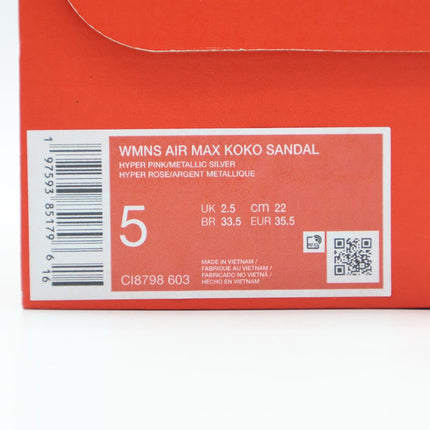 WMNS AIR MAX KOKO SANDAL
HYPER PINK/METALLIC SILVER
HYPER ROSE/ARGENT METALLIQUE
5
UK 2.5 cm 22
BR 33.5 EUR 35.5
CI8798 603
MADE IN VIETNAM /
FABRIQUE AU VIETNAM /
FABRICADO NO VIETNÃ /
HECHO EN VIETNAM
1 97593 85179 6 16